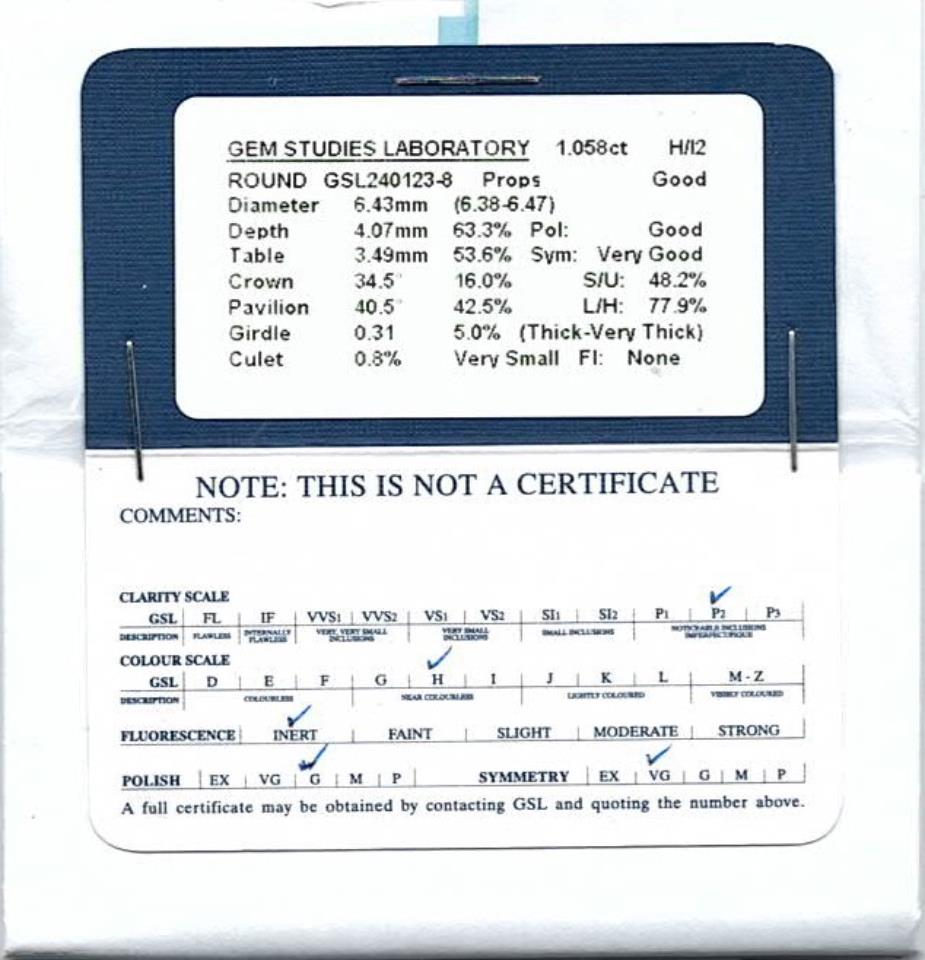 GEM STUDIES LABORATORY 1.058ct H/I2
ROUND GSL240123-8 Props Good
Diameter 6.43mm (6.38-6.47)
Depth 4.07mm 63.3% Pol: Good
Table 3.49mm 53.6% Sym: Very Good
Crown 34.5° 16.0% S/U: 48.2%
Pavilion 40.5° 42.5% L/H: 77.9%
Girdle 0.31 5.0% (Thick-Very Thick)
Culet 0.8% Very Small Fl: None
NOTE: THIS IS NOT A CERTIFICATE
COMMENTS:
CLARITY SCALE
GSL FL IF VVS1 VVS2 VS1 VS2 SI1 SI2 P1 P2 P3
DESCRIPTION FLAWLESS INTERNALLY FLAWLESS VERY, VERY SMALL INCLUSIONS VERY SMALL INCLUSIONS SMALL INCLUSIONS NOTICEABLE INCLUSIONS
COLOUR SCALE
GSL D E F G H I J K L M - Z
DESCRIPTION COLOURLESS NEAR COLOURLESS LIGHTLY COLOURED VISIBLY COLOURED
FLUORESCENCE INERT FAINT SLIGHT MODERATE STRONG
POLISH EX VG G M P SYMMETRY EX VG G M P
A full certificate may be obtained by contacting GSL and quoting the number above.